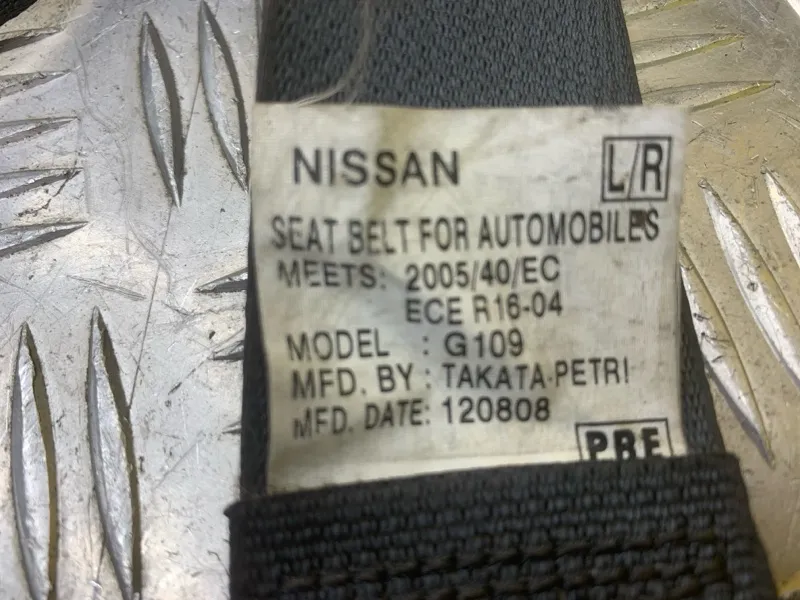 NISSAN L/R
SEAT BELT FOR AUTOMOBILES
MEETS: 2005/40/EC
ECE R16-04
MODEL : G109
MFD. BY : TAKATA-PETRI
MFD. DATE: 120808
PRE